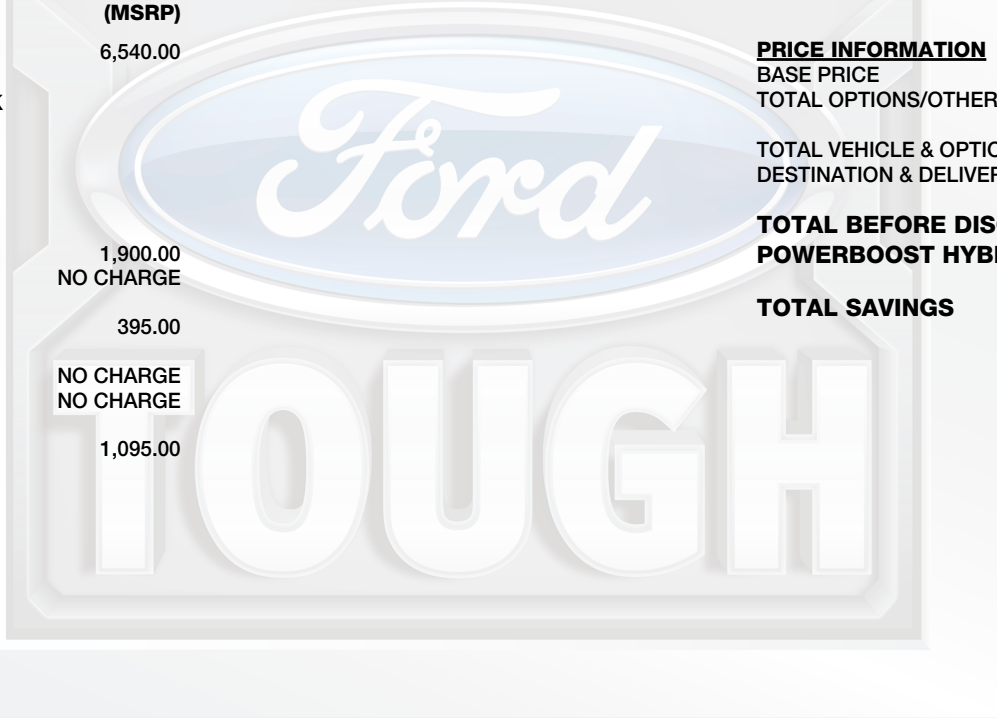 (MSRP)
6,540.00
1,900.00
NO CHARGE
395.00
NO CHARGE
NO CHARGE
1,095.00
PRICE INFORMATION
BASE PRICE
TOTAL OPTIONS/OTHER
TOTAL VEHICLE & OPTIO
DESTINATION & DELIVER
TOTAL BEFORE DIS
POWERBOOST HYB
TOTAL SAVINGS
Ford
TOUGH